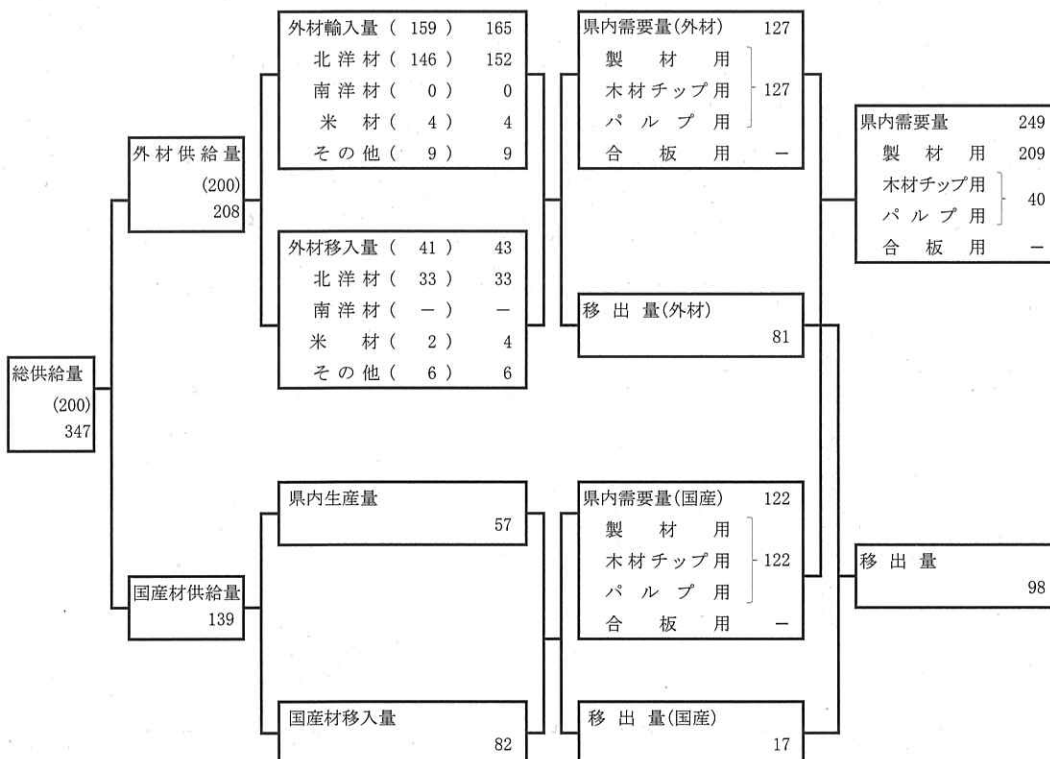 総供給量
(200)
347
外材供給量
(200)
208
国産材供給量
139
外材輸入量 ( 159 ) 165
北洋材 ( 146 ) 152
南洋材 ( 0 ) 0
米材 ( 4 ) 4
その他 ( 9 ) 9
外材移入量 ( 41 ) 43
北洋材 ( 33 ) 33
南洋材 ( - ) -
米材 ( 2 ) 4
その他 ( 6 ) 6
県内生産量
57
国産材移入量
82
県内需要量(外材) 127
製材用
木材チップ用 127
パルプ用
合板用 -
移出量(外材)
81
県内需要量(国産) 122
製材用
木材チップ用 122
パルプ用
合板用 -
移出量(国産)
17
県内需要量 249
製材用 209
木材チップ用 40
パルプ用
合板用 -
移出量
98